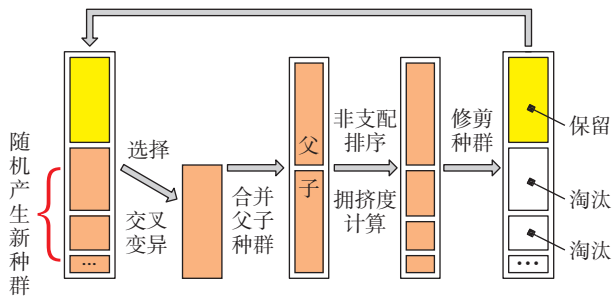 随机产生新种群
...
选择
交叉
变异
合并
父子
种群
父
子
非支配
排序
拥挤度
计算
修剪
种群
保留
淘汰
淘汰
...